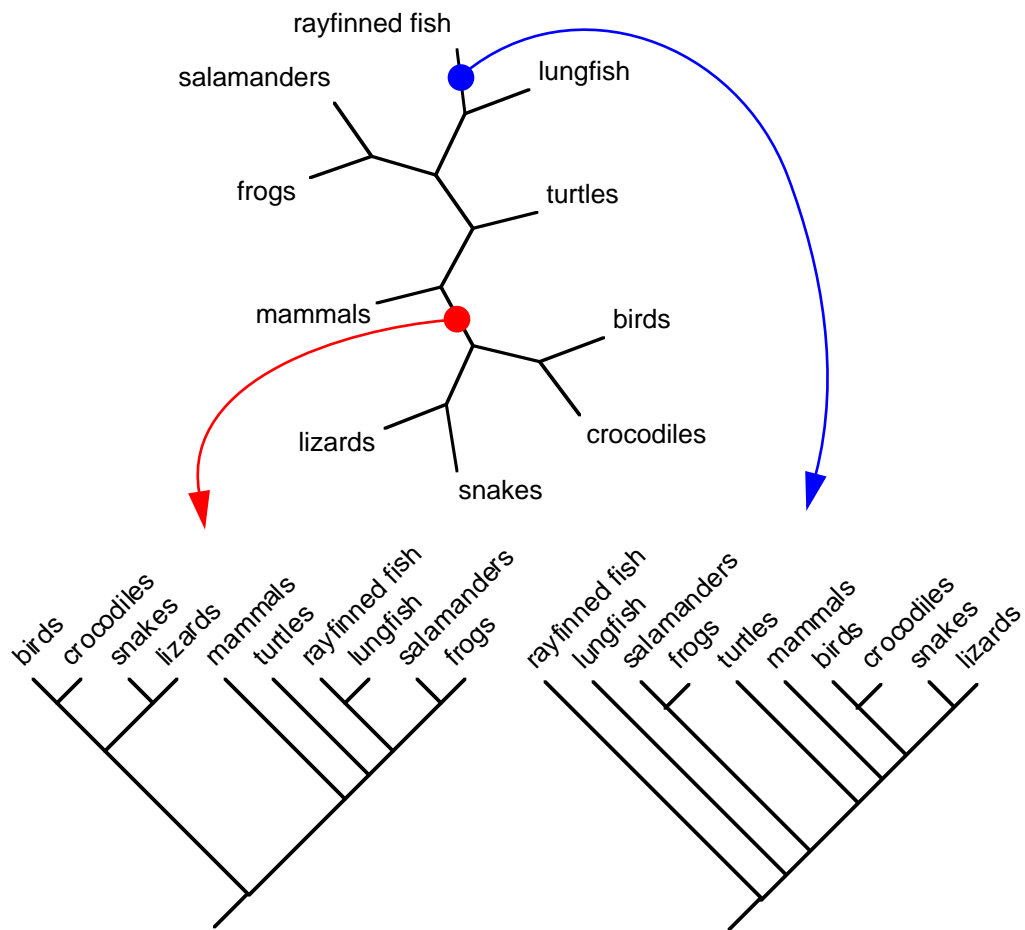 rayfinned fish
lungfish
salamanders
frogs
turtles
mammals
birds
lizards
crocodiles
snakes
birds
crocodiles
snakes
lizards
mammals
turtles
rayfinned fish
lungfish
salamanders
frogs
rayfinned fish
lungfish
salamanders
frogs
turtles
mammals
birds
crocodiles
snakes
lizards